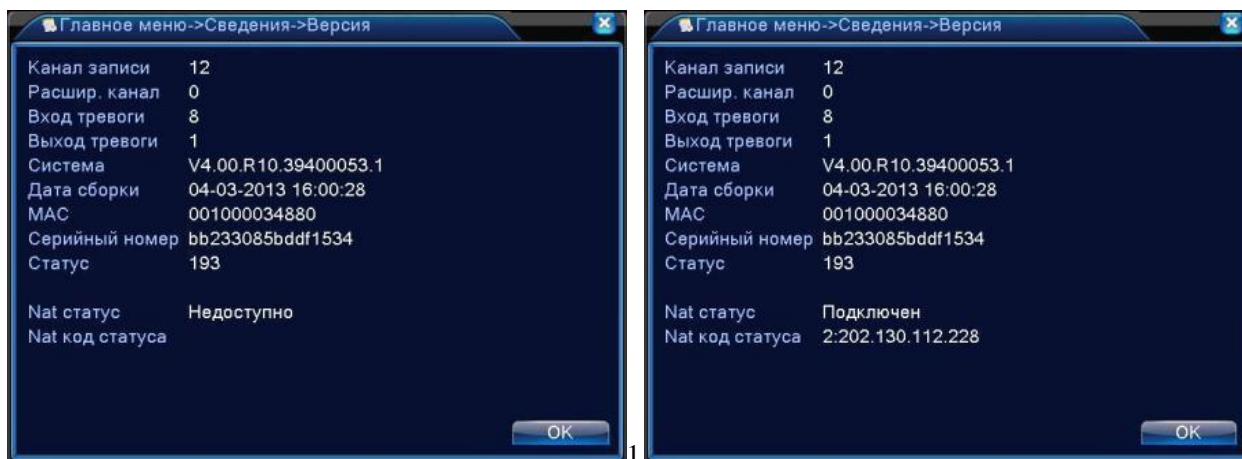 Главное меню->Сведения->Версия
Канал записи 12
Расшир. канал 0
Вход тревоги 8
Выход тревоги 1
Система V4.00.R10.39400053.1
Дата сборки 04-03-2013 16:00:28
MAC 001000034880
Серийный номер bb233085bddf1534
Статус 193
Nat статус Недоступно
Nat код статуса
OK
1
Главное меню->Сведения->Версия
Канал записи 12
Расшир. канал 0
Вход тревоги 8
Выход тревоги 1
Система V4.00.R10.39400053.1
Дата сборки 04-03-2013 16:00:28
MAC 001000034880
Серийный номер bb233085bddf1534
Статус 193
Nat статус Подключен
Nat код статуса 2:202.130.112.228
OK